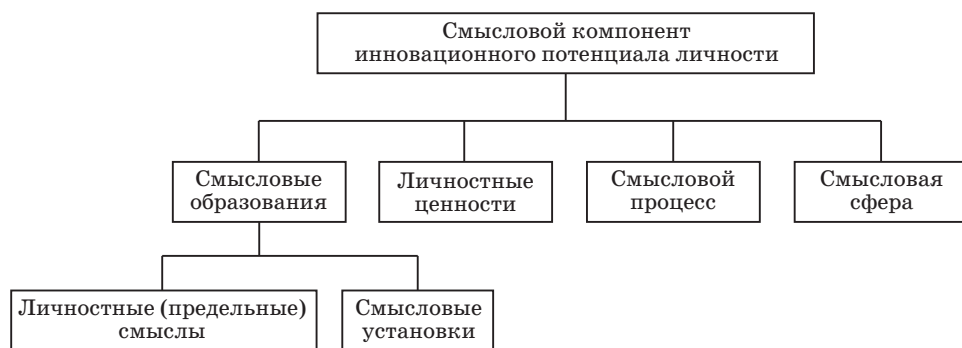 Смысловой компонент
инновационного потенциала личности
Смысловые
образования
Личностные
ценности
Смысловой
процесс
Смысловая
сфера
Личностные (предельные)
смыслы
Смысловые
установки